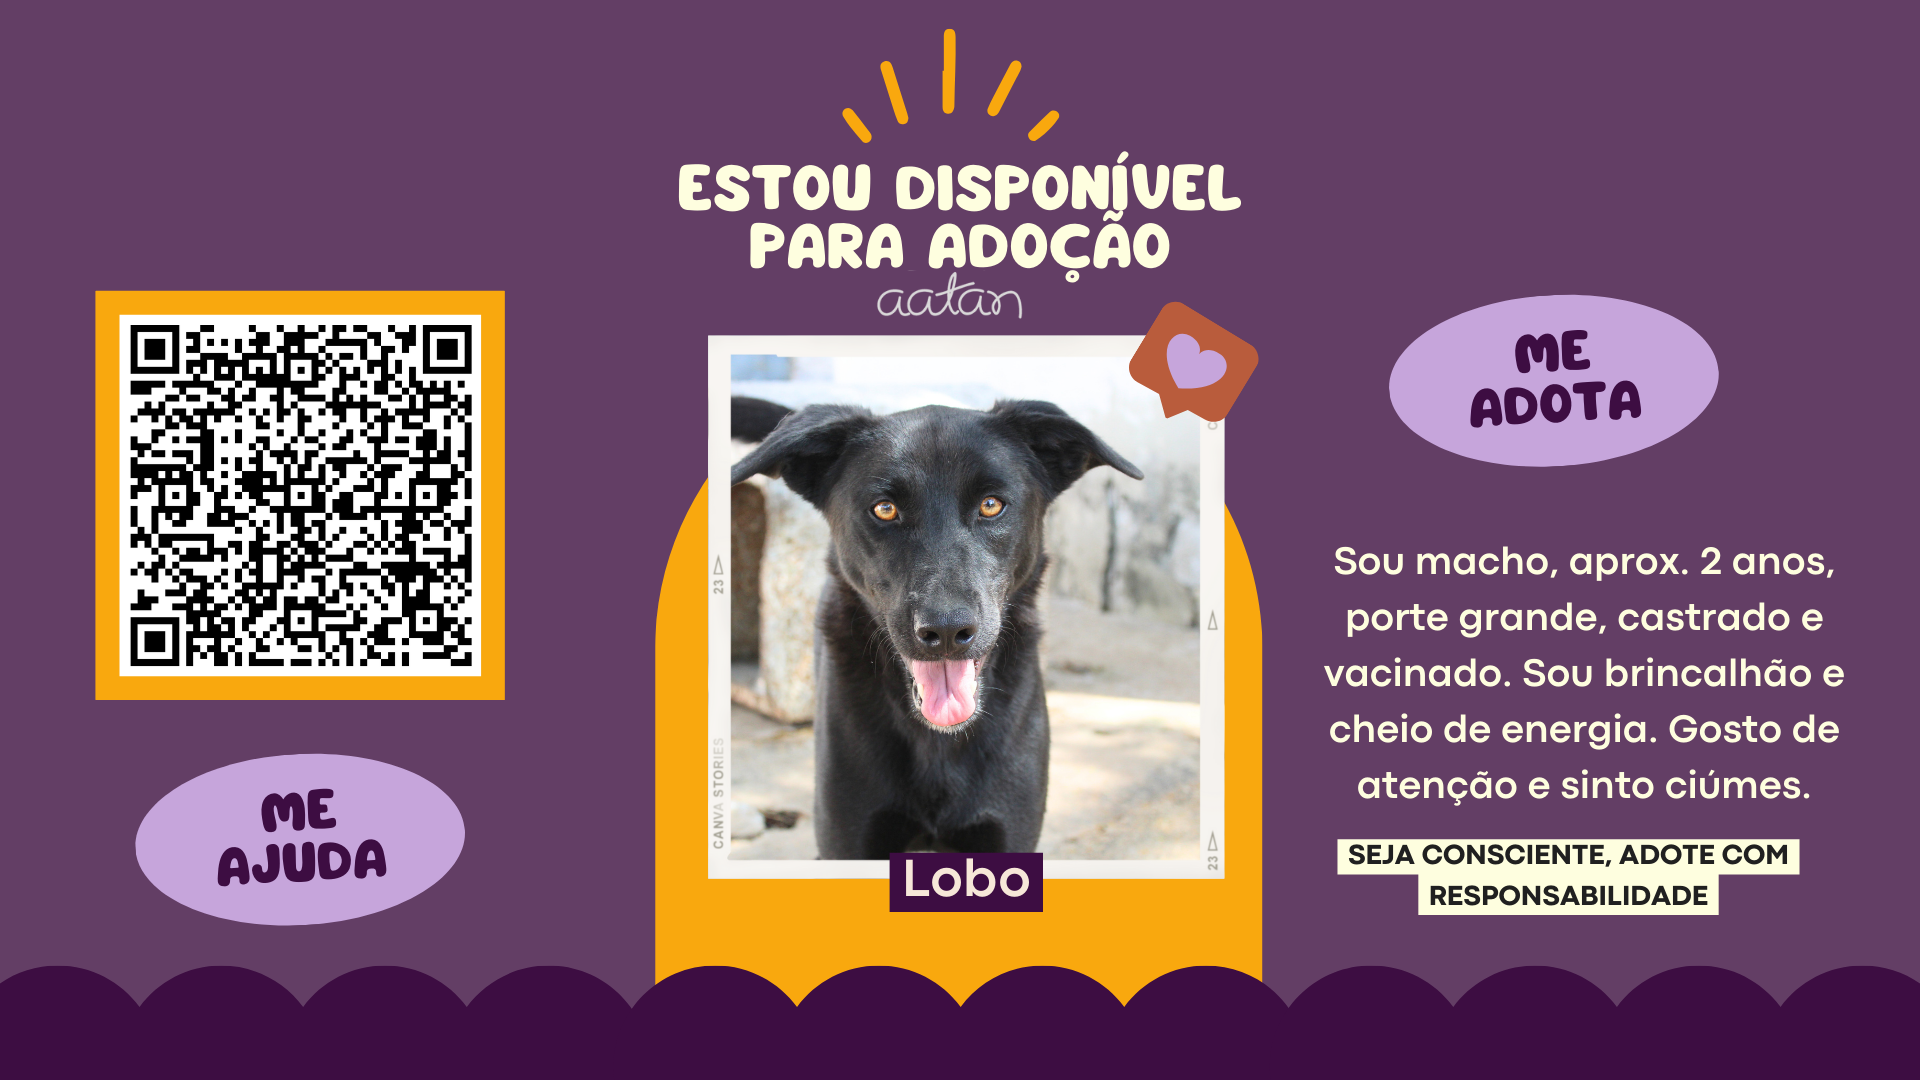 ESTOU DISPONÍVEL
PARA ADOÇÃO
aatan
ME
AJUDA
23
CANVA STORIES
23
Lobo
ME
ADOTA
Sou macho, aprox. 2 anos,
porte grande, castrado e
vacinado. Sou brincalhão e
cheio de energia. Gosto de
atenção e sinto ciúmes.
SEJA CONSCIENTE, ADOTE COM
RESPONSABILIDADE